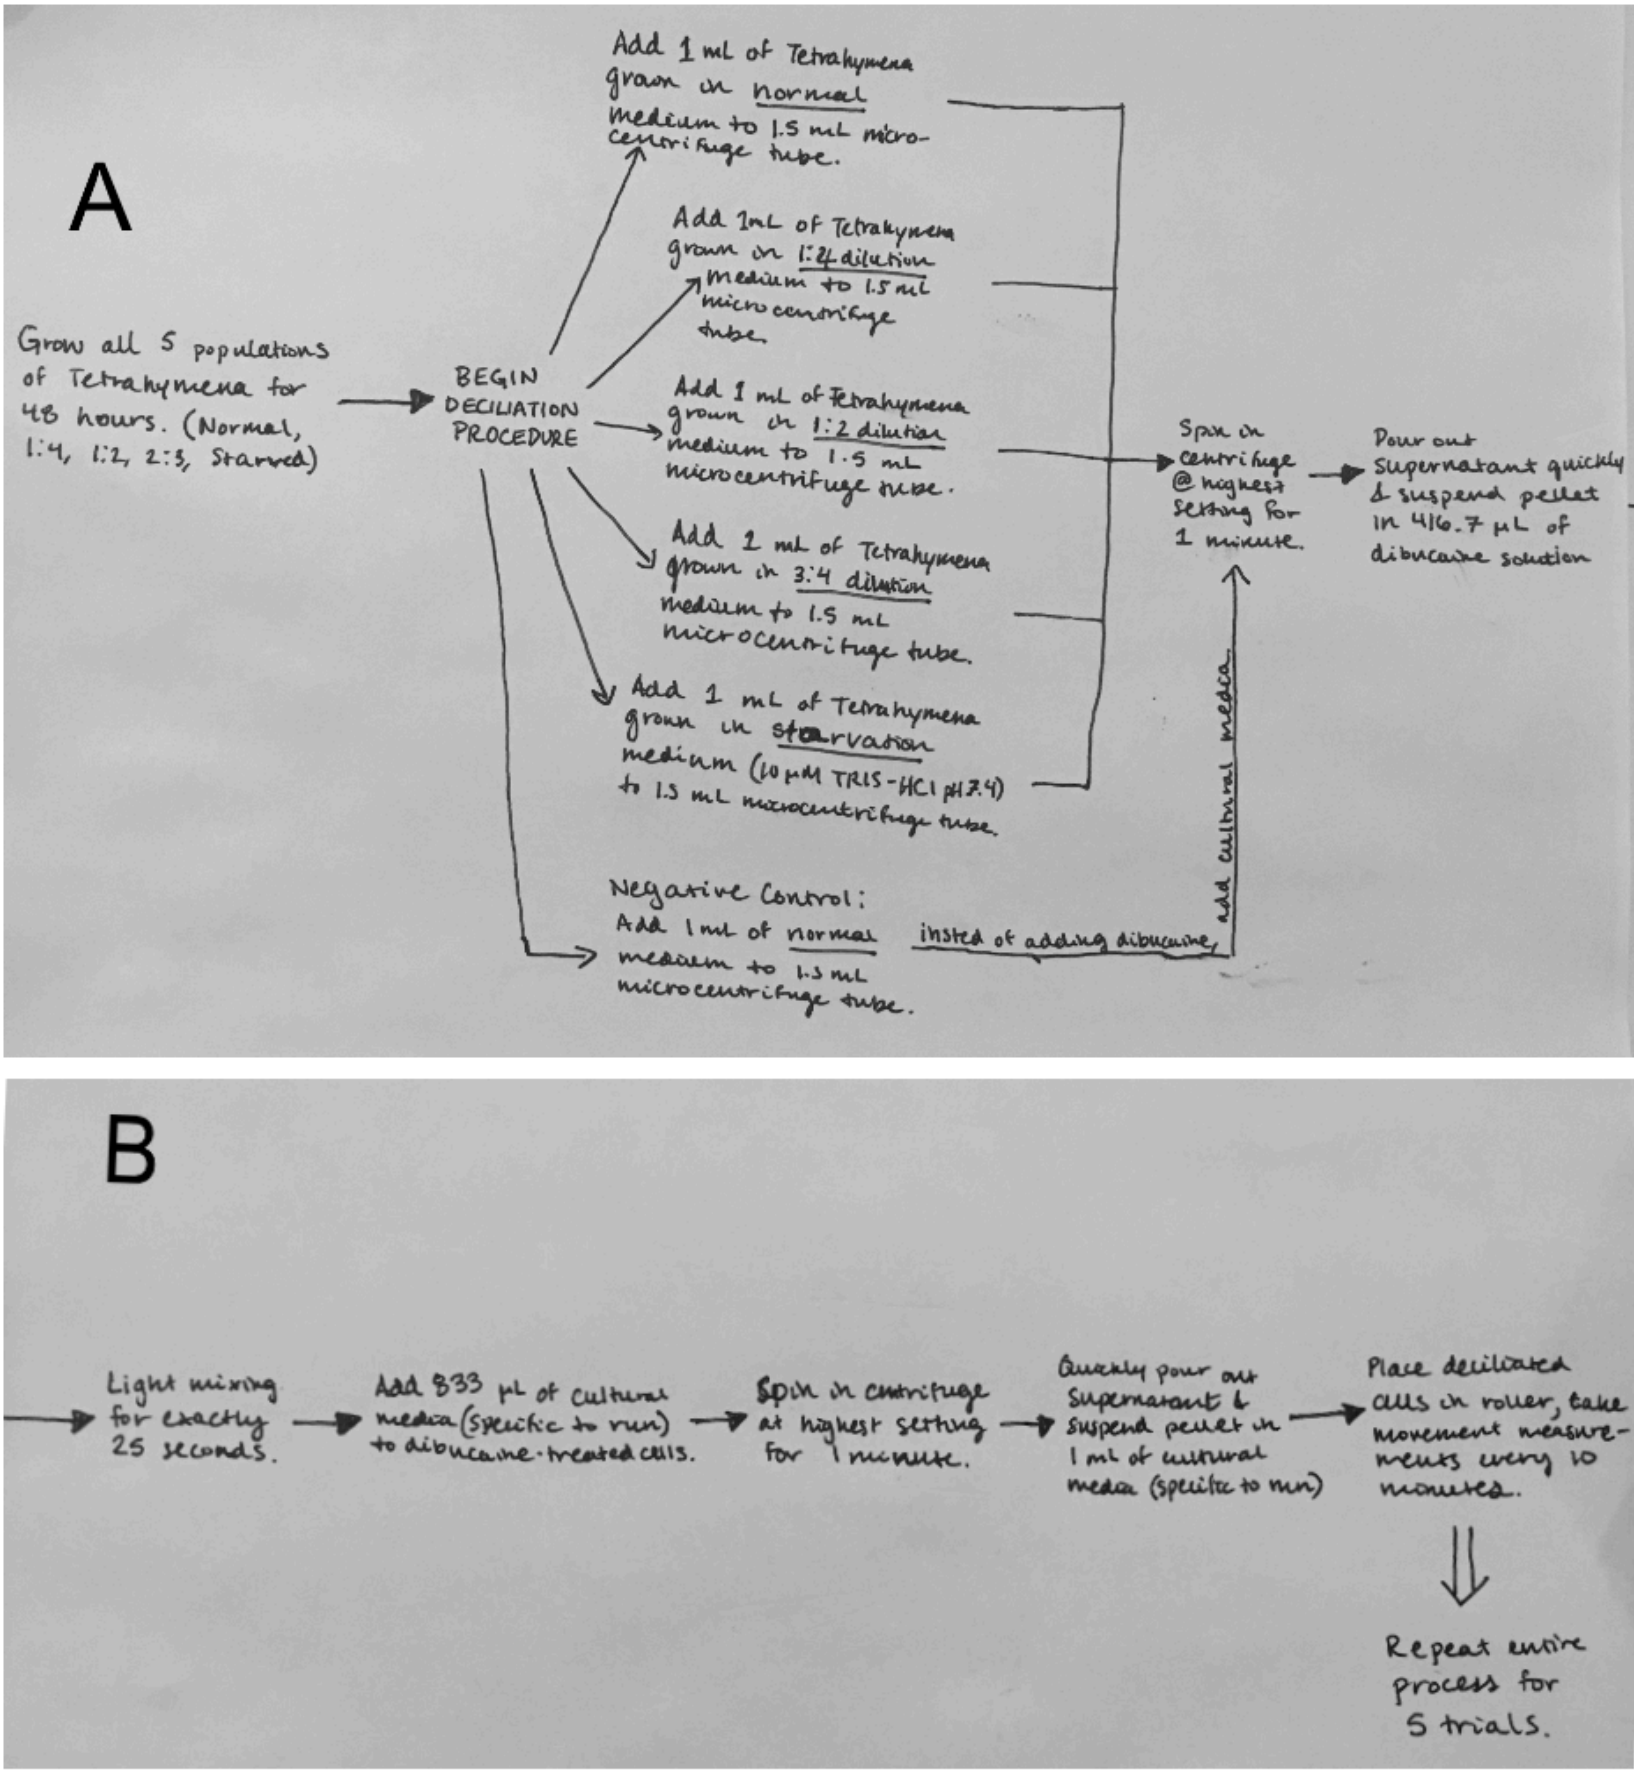 A
Grow all 5 populations
of Tetrahymena for
48 hours. (Normal,
1:4, 1:2, 2:3, Starved)
BEGIN
DECILIATION
PROCEDURE
Add 1 mL of Tetrahymena
grown in normal
medium to 1.5 mL micro-
centrifuge tube.
Add 1mL of Tetrahymena
grown in 1:4 dilution
medium to 1.5 mL
microcentrifuge
tube.
Add 1 mL of Tetrahymena
grown in 1:2 dilution
medium to 1.5 mL
microcentrifuge tube.
Add 1 mL of Tetrahymena
grown in 3:4 dilution
medium to 1.5 mL
microcentrifuge tube.
Add 1 mL of Tetrahymena
grown in starvation
medium (10 µM TRIS-HCl pH 7.4)
to 1.5 mL microcentrifuge tube.
Negative Control:
Add 1 mL of normal
medium to 1.5 mL
microcentrifuge tube.
insted of adding dibucaine,
add cultural media.
Spin in
centrifuge
@ highest
setting for
1 minute.
Pour out
supernatant quickly
& suspend pellet
in 416.7 µL of
dibucaine solution
B
Light mixing
for exactly
25 seconds.
Add 833 µL of cultural
media (specific to run)
to dibucaine-treated cells.
Spin in centrifuge
at highest setting
for 1 minute.
Quickly pour out
supernatant &
suspend pellet in
1 mL of cultural
media (specific to run)
Place deciliated
cells in roller, take
movement measure-
ments every 10
minutes.
Repeat entire
process for
5 trials.